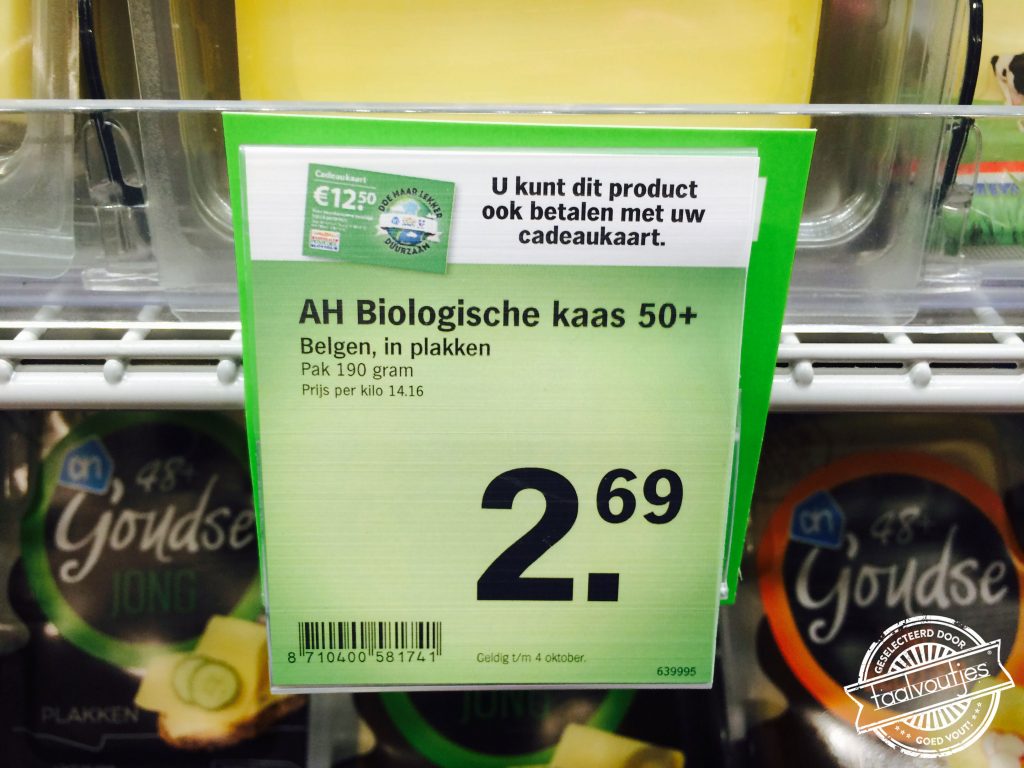 Cadeaukaart
€12.50
DOE MAAR LEKKER
DUURZAAM
U kunt dit product
ook betalen met uw
cadeaukaart.
AH Biologische kaas 50+
Belgen, in plakken
Pak 190 gram
Prijs per kilo 14.16
2.69
8 710400 581741
Geldig t/m 4 oktober.
639995
48+
Goudse
JONG
PLAKKEN
JONG
48+
Goudse
GESELECTEERD DOOR
taalvoutjes
GOED VOUT!